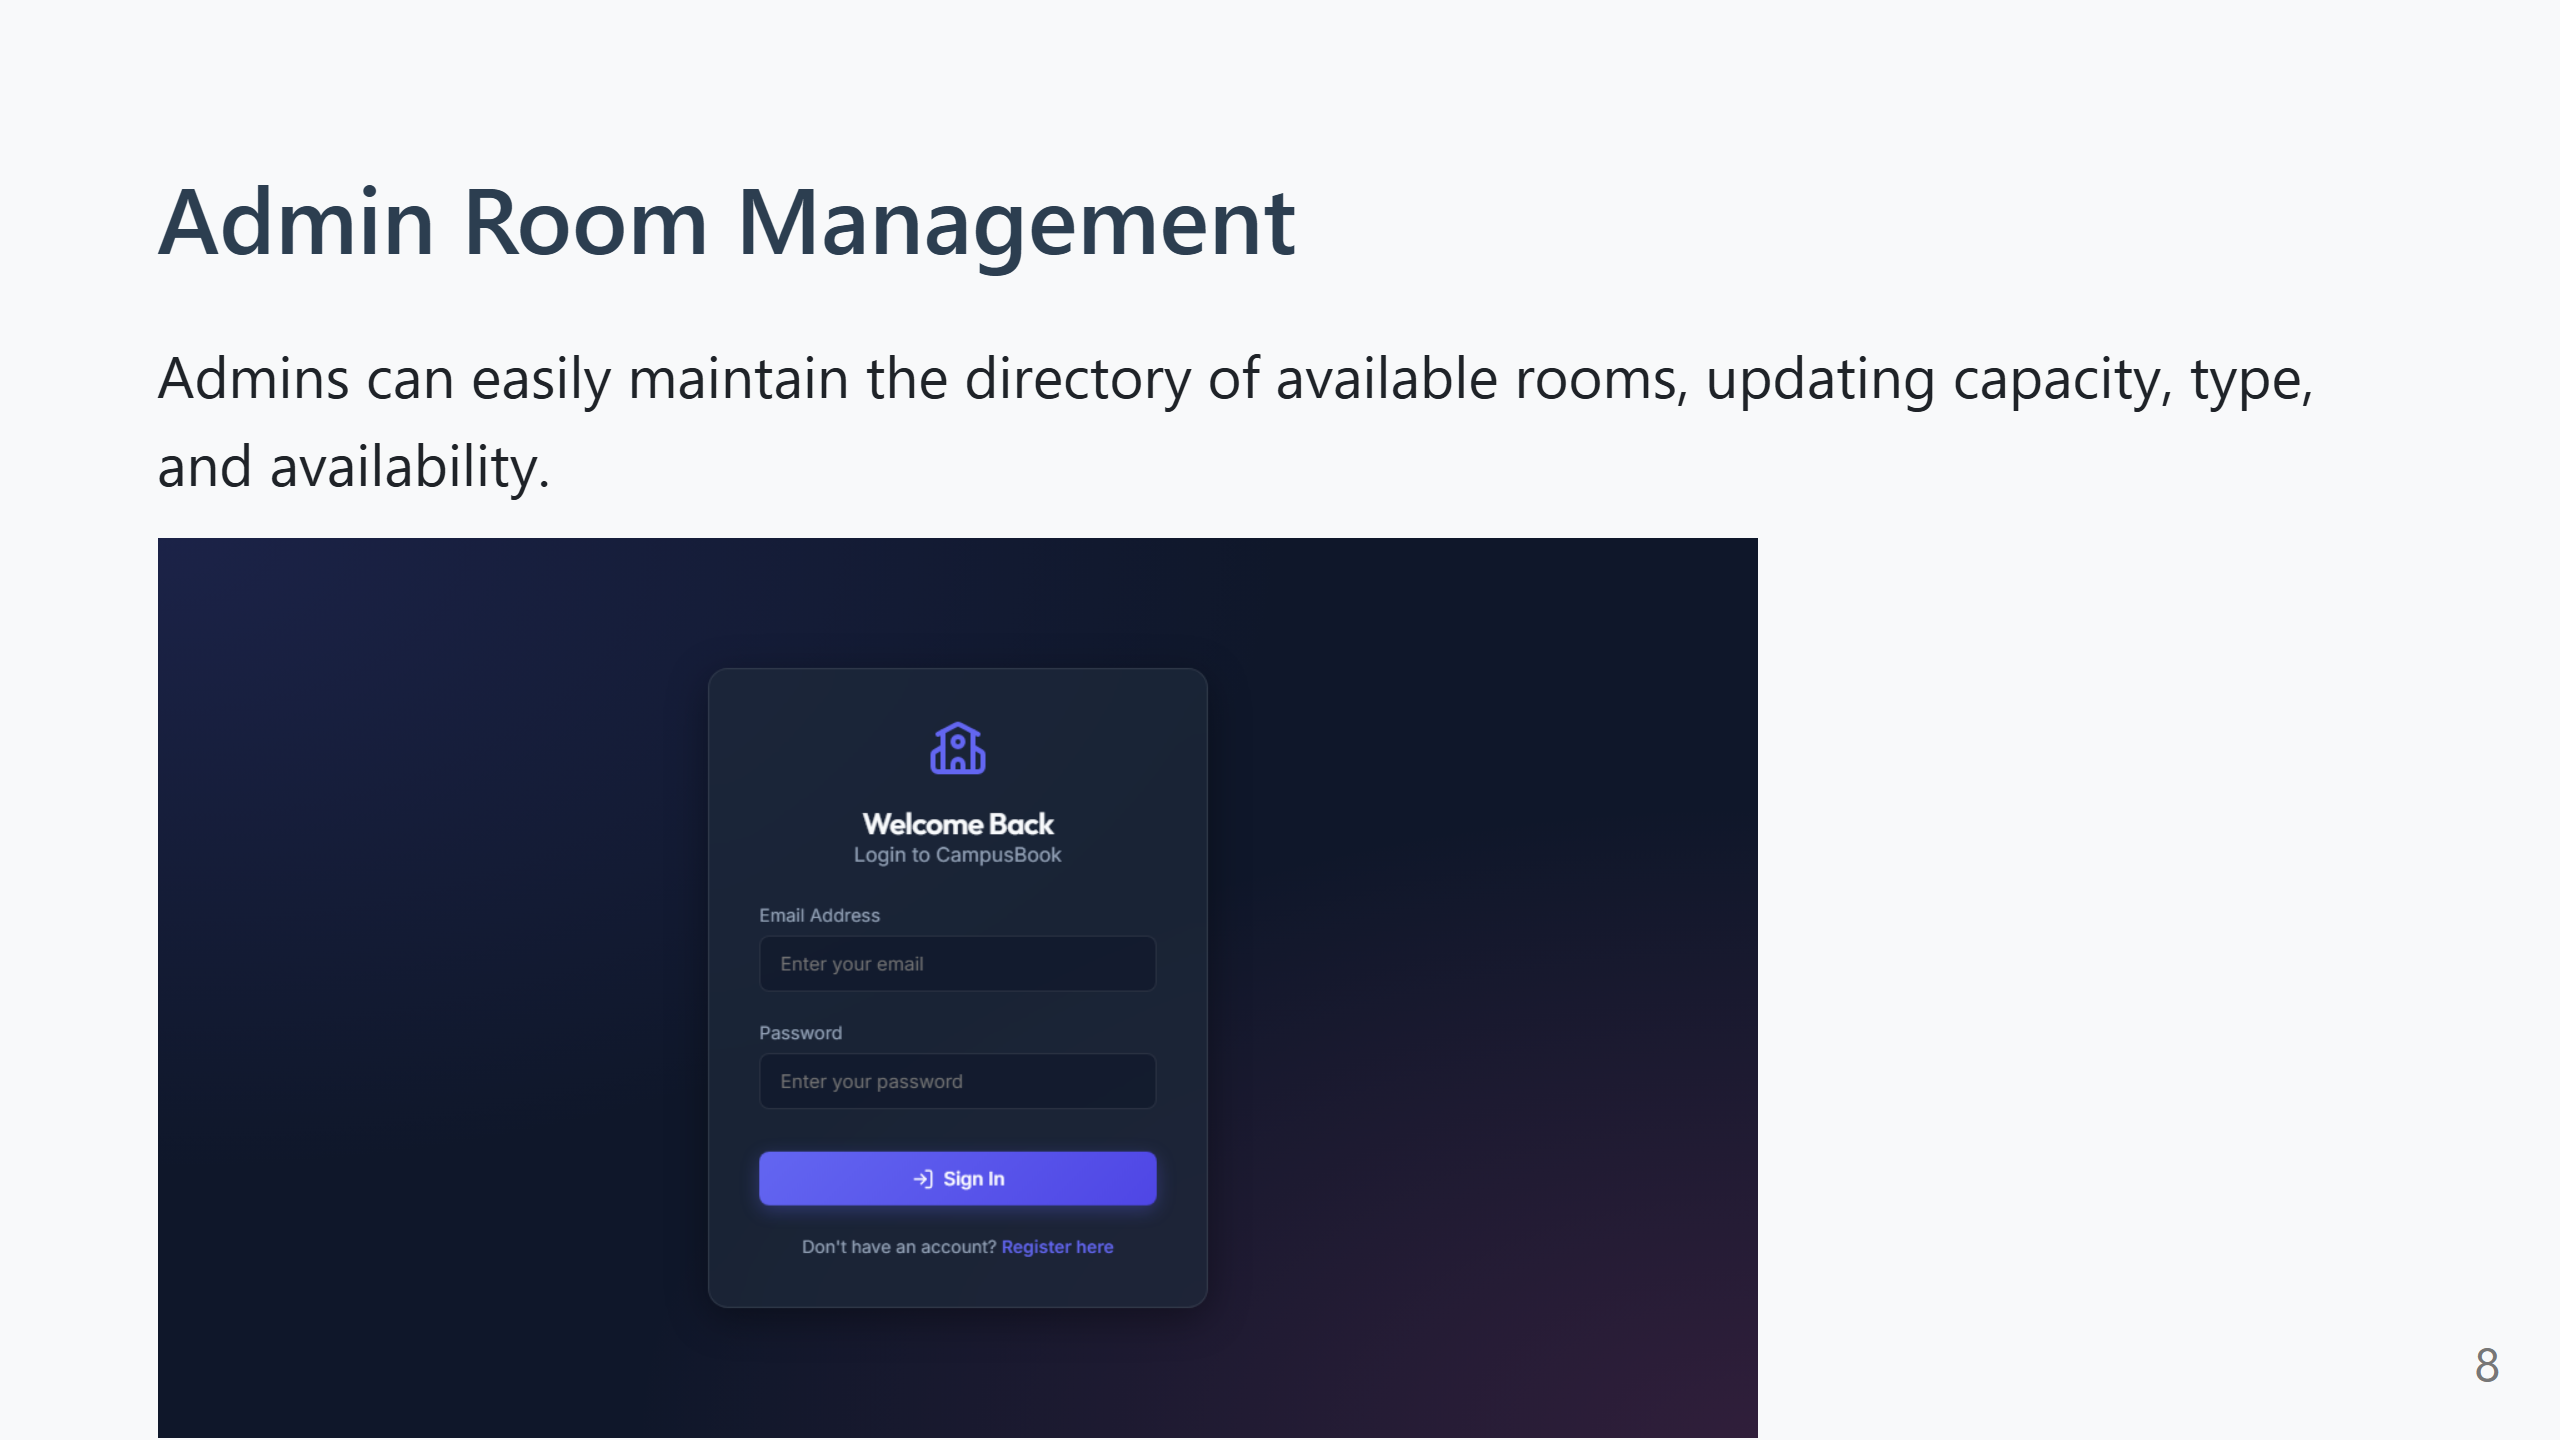 Admin Room Management
Admins can easily maintain the directory of available rooms, updating capacity, type,
and availability.
Welcome Back
Login to CampusBook
Email Address
Enter your email
Password
Enter your password
Sign In
Don't have an account? Register here
8